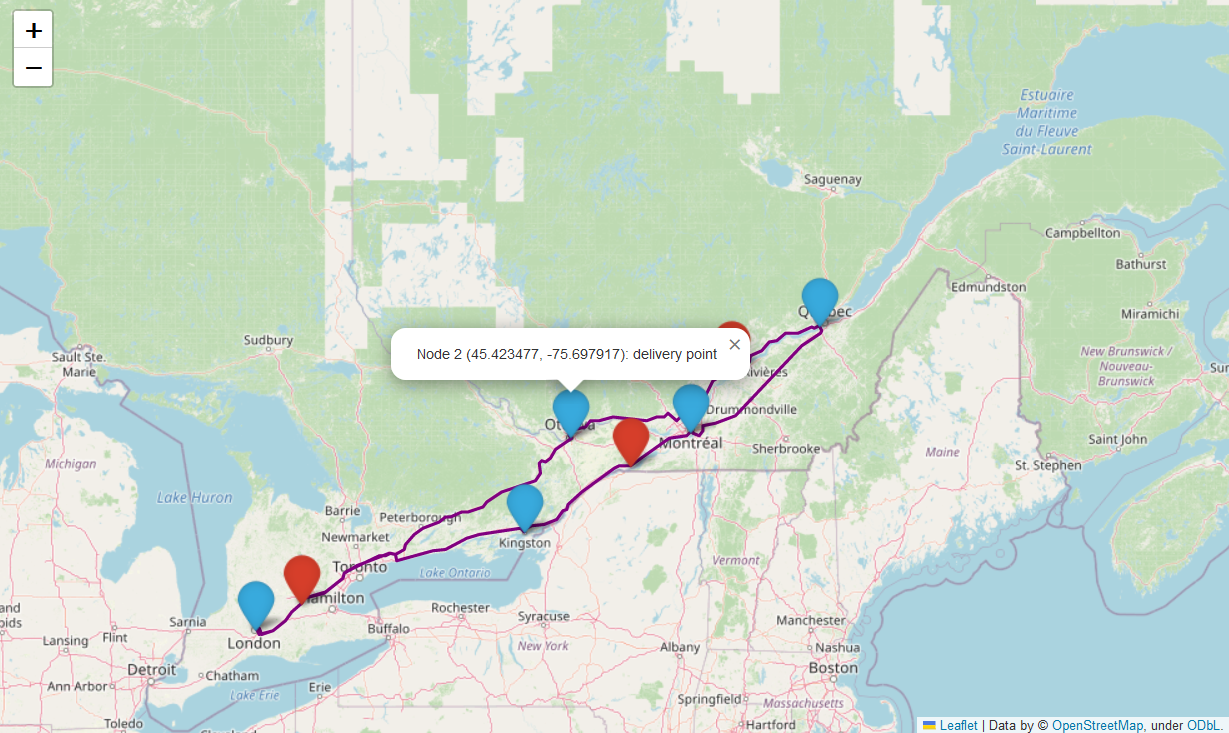 +
−
Estuaire
Maritime
du Fleuve
Saint-Laurent
Saguenay
Campbellton
Bathurst
Edmundston
Miramichi
New Brunswick /
Nouveau-
Brunswick
Sudbury
Sault Ste.
Marie
Node 2 (45.423477, -75.697917): delivery point
×
Drummondville
Montréal
Sherbrooke
Saint John
St. Stephen
Maine
Michigan
Lake Huron
Barrie
Peterborough
Newmarket
Kingston
Toronto
Lake Ontario
Vermont
Rochester
Sarnia
London
Buffalo
Syracuse
New York
Manchester
Nashua
Lansing
Flint
Detroit
Chatham
Albany
Boston
Ann Arbor
Lake Erie
Erie
Springfield
Massachusetts
Toledo
Hartford
Leaflet | Data by © OpenStreetMap, under ODbL.